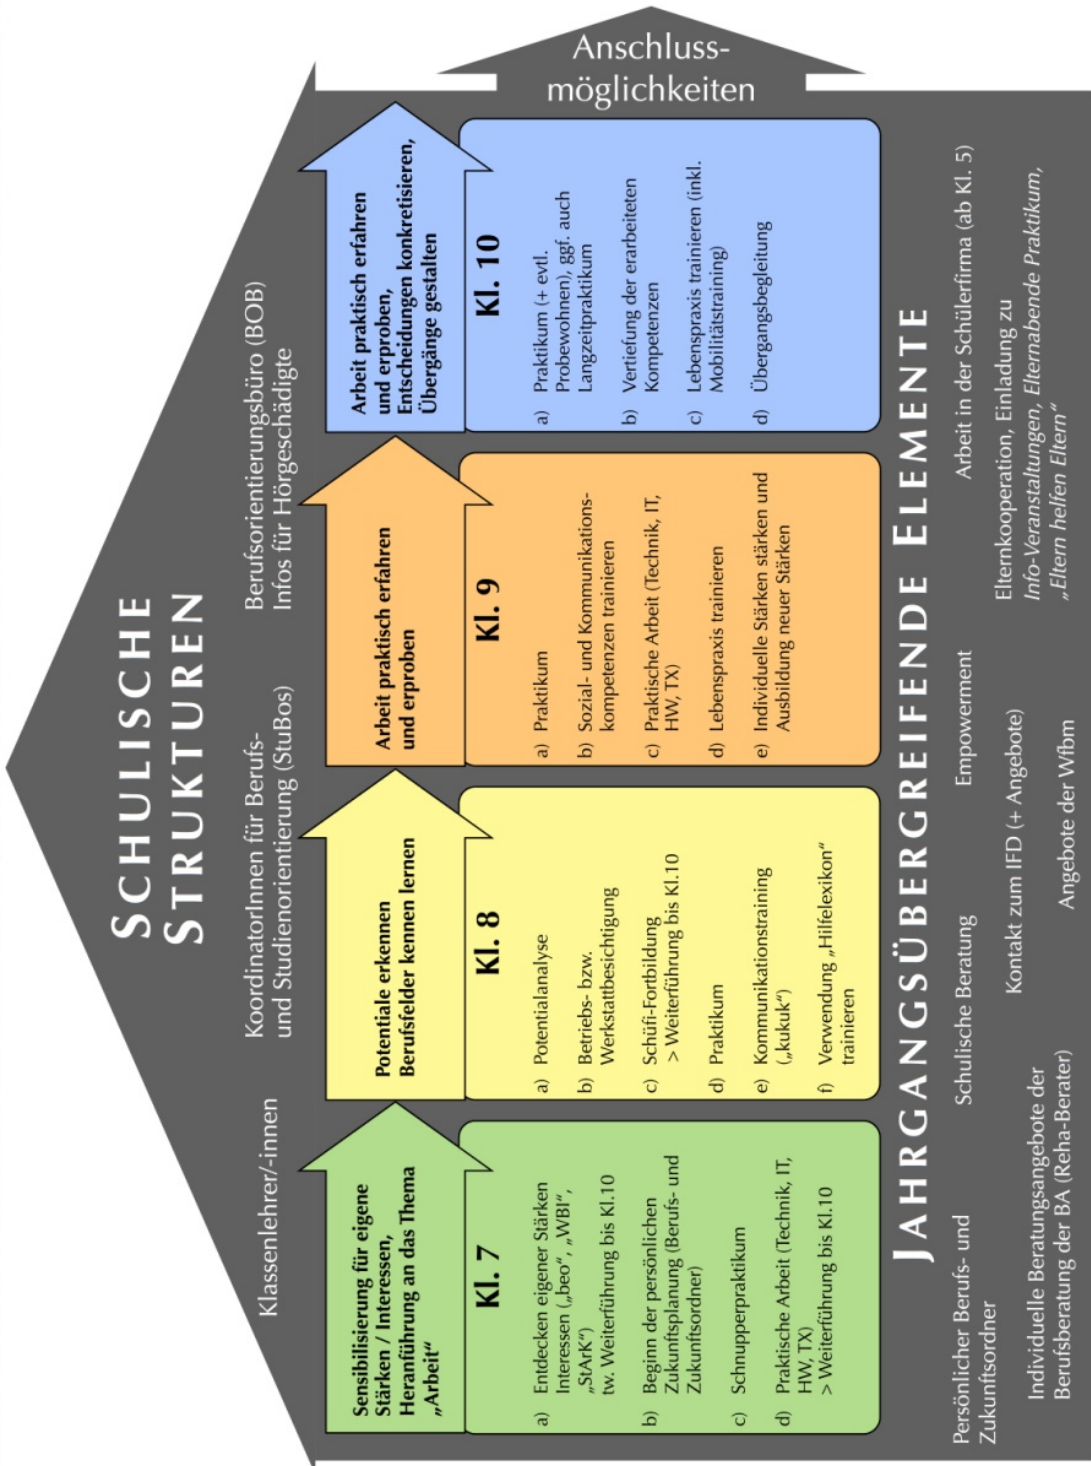 SCHULISCHE
STRUKTUREN
Klassenlehrer/-innen
KoordinatorInnen für Berufs-
und Studienorientierung (StuBos)
Berufsorientierungsbüro (BOB)
Infos für Hörgeschädigte
Sensibilisierung für eigene
Stärken / Interessen,
Heranführung an das Thema
„Arbeit“
Kl. 7
a) Entdecken eigener Stärken
Interessen („beo“, „WBI“,
„StArK“)
tw. Weiterführung bis Kl.10
b) Beginn der persönlichen
Zukunftsplanung (Berufs- und
Zukunftsordner)
c) Schnupperpraktikum
d) Praktische Arbeit (Technik, IT,
HW, TX)
> Weiterführung bis Kl.10
Potentiale erkennen
Berufsfelder kennen lernen
Kl. 8
a) Potentialanalyse
b) Betriebs- bzw.
Werkstattbesichtigung
c) Schüfi-Fortbildung
> Weiterführung bis Kl.10
d) Praktikum
e) Kommunikationstraining
(„kukuk“)
f) Verwendung „Hilfelexikon“
trainieren
Arbeit praktisch erfahren
und erproben
Kl. 9
a) Praktikum
b) Sozial- und Kommunikations-
kompetenzen trainieren
c) Praktische Arbeit (Technik, IT,
HW, TX)
d) Lebenspraxis trainieren
e) Individuelle Stärken stärken und
Ausbildung neuer Stärken
Arbeit praktisch erfahren
und erproben,
Entscheidungen konkretisieren,
Übergänge gestalten
Kl. 10
a) Praktikum (+ evtl.
Probewohnen), ggf. auch
Langzeitpraktikum
b) Vertiefung der erarbeiteten
Kompetenzen
c) Lebenspraxis trainieren (inkl.
Mobilitätstraining)
d) Übergangsbegleitung
Anschluss-
möglichkeiten
JAHRGANGSÜBERGREIFENDE ELEMENTE
Persönlicher Berufs- und
Zukunftsordner
Schulische Beratung
Empowerment
Arbeit in der Schülerfirma (ab Kl. 5)
Individuelle Beratungsangebote der
Berufsberatung der BA (Reha-Berater)
Kontakt zum IFD (+ Angebote)
Angebote der Wfbm
Elternkooperation, Einladung zu
Info-Veranstaltungen, Elternabende Praktikum,
„Eltern helfen Eltern“